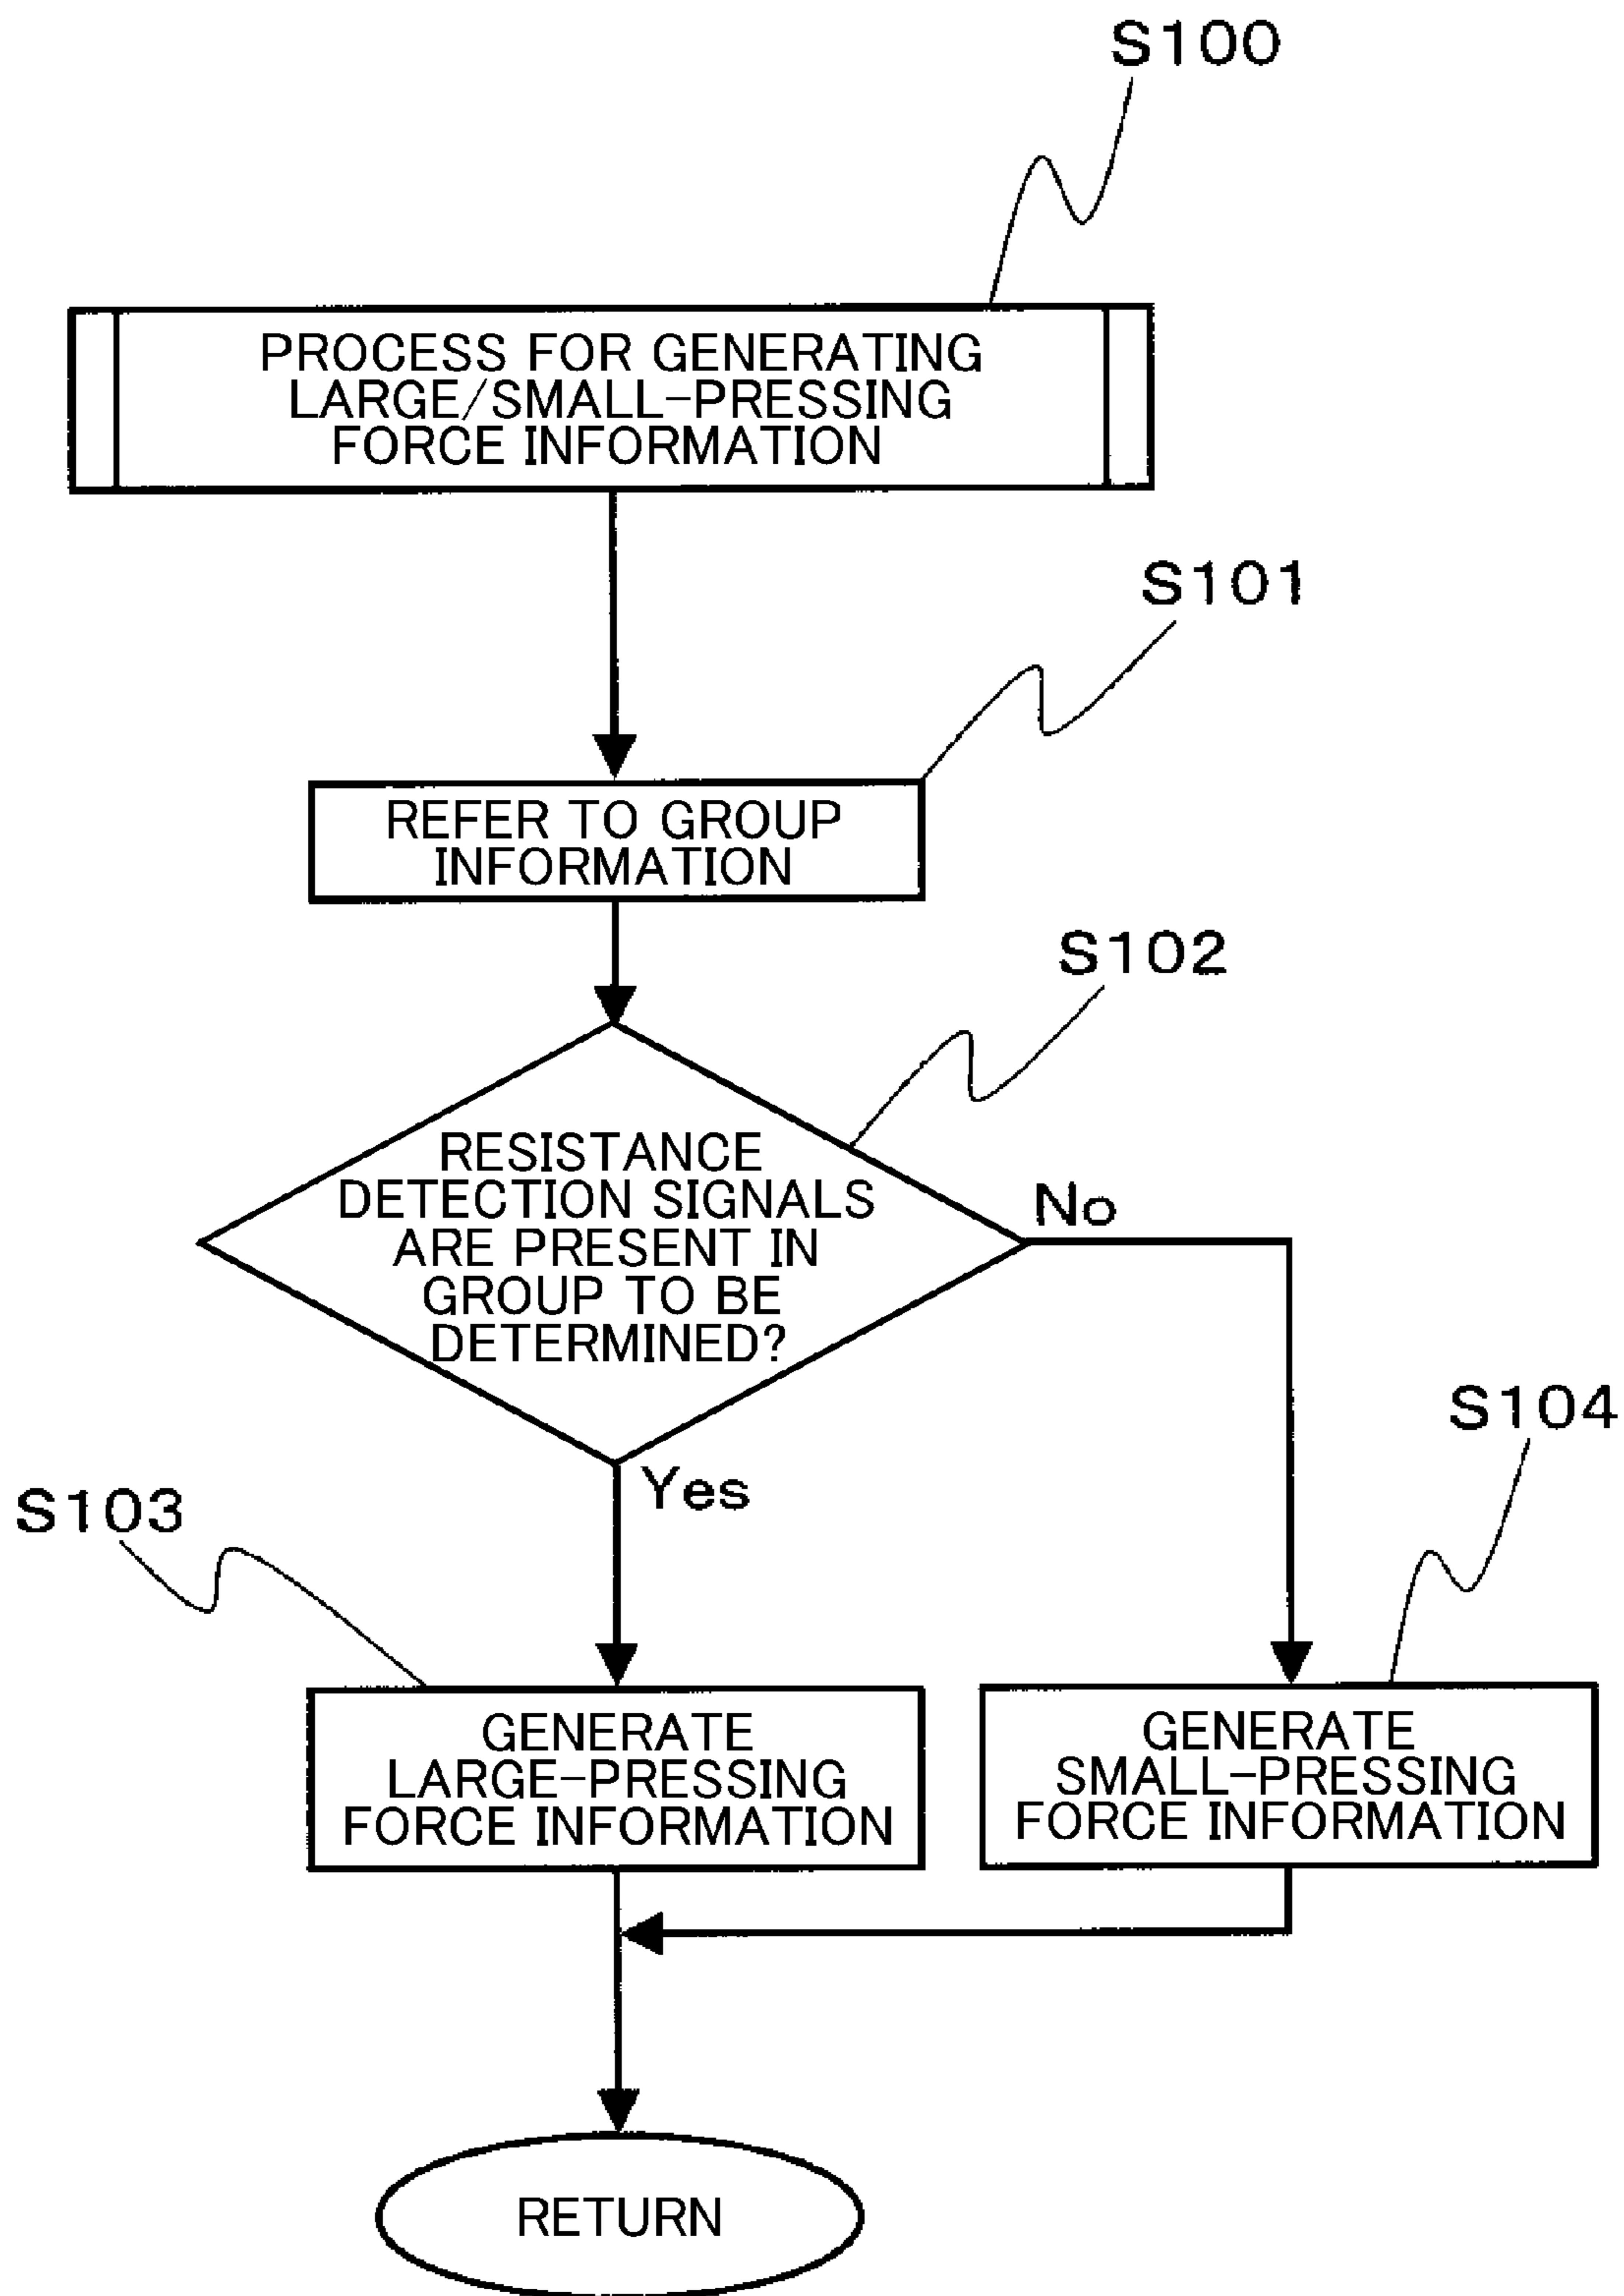 S100
PROCESS FOR GENERATING
LARGE/SMALL-PRESSING
FORCE INFORMATION
S101
REFER TO GROUP
INFORMATION
S102
RESISTANCE
DETECTION SIGNALS
ARE PRESENT IN
GROUP TO BE
DETERMINED?
No
Yes
S103
S104
GENERATE
LARGE-PRESSING
FORCE INFORMATION
GENERATE
SMALL-PRESSING
FORCE INFORMATION
RETURN